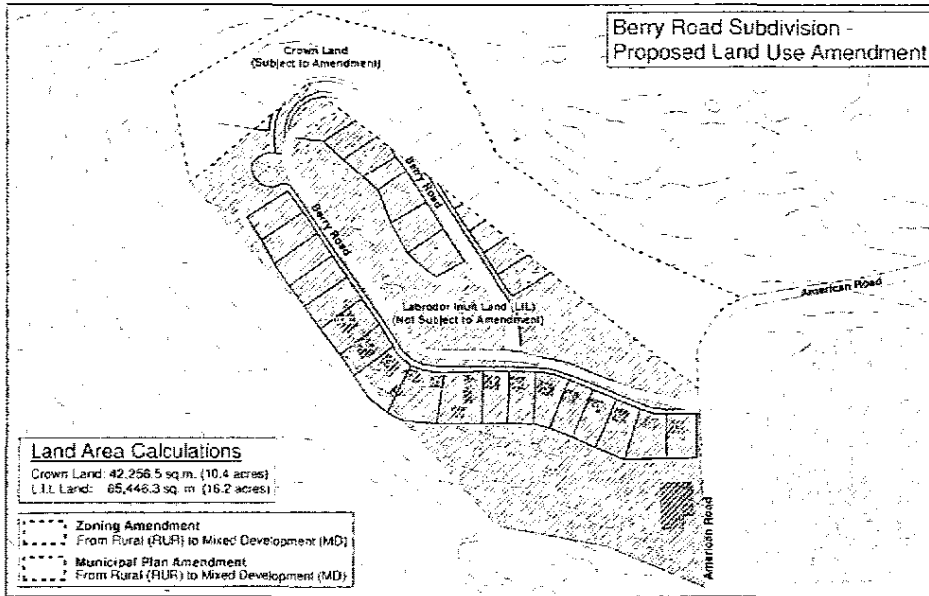 Berry Road Subdivision -
Proposed Land Use Amendment
Crown Land
(Subject to Amendment)
Berry Road
Berry Road
American Road
Labrador Inuit Land (LIL)
(Not Subject to Amendment)
Land Area Calculations
Crown Land: 42,256.5 sq.m. (10.4 acres)
L.I.L Land: 65,446.3 sq. m (16.2 acres)
American Road
Zoning Amendment
From Rural (RUR) to Mixed Development (MD)
Municipal Plan Amendment
From Rural (RUR) to Mixed Development (MD)